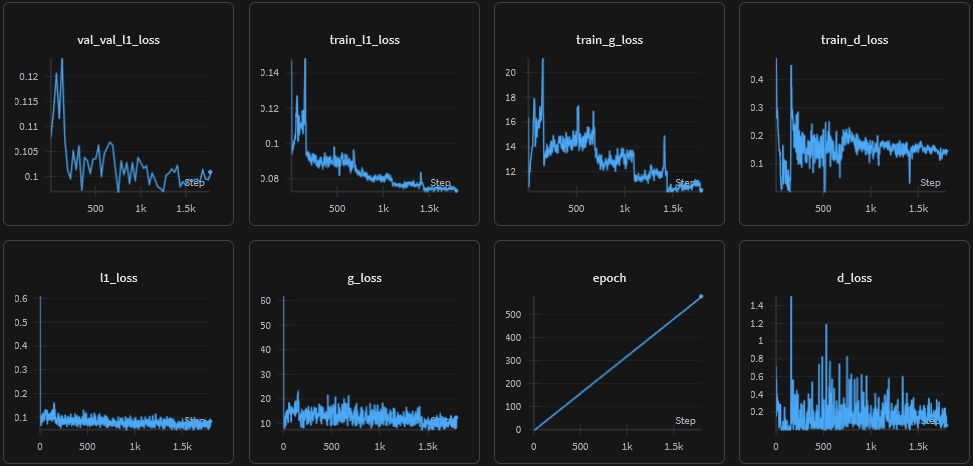 val_val_l1_loss
0.12
0.115
0.11
0.105
0.1
Step
500 1k 1.5k
train_l1_loss
0.14
0.12
0.1
0.08
Step
500 1k 1.5k
train_g_loss
20
18
16
14
12
Step
500 1k 1.5k
train_d_loss
0.4
0.3
0.2
0.1
Step
500 1k 1.5k
l1_loss
0.6
0.5
0.4
0.3
0.2
0.1
Step
0 500 1k 1.5k
g_loss
60
50
40
30
20
10
Step
0 500 1k 1.5k
epoch
500
400
300
200
100
0
Step
0 500 1k 1.5k
d_loss
1.4
1.2
1
0.8
0.6
0.4
0.2
Step
0 500 1k 1.5k